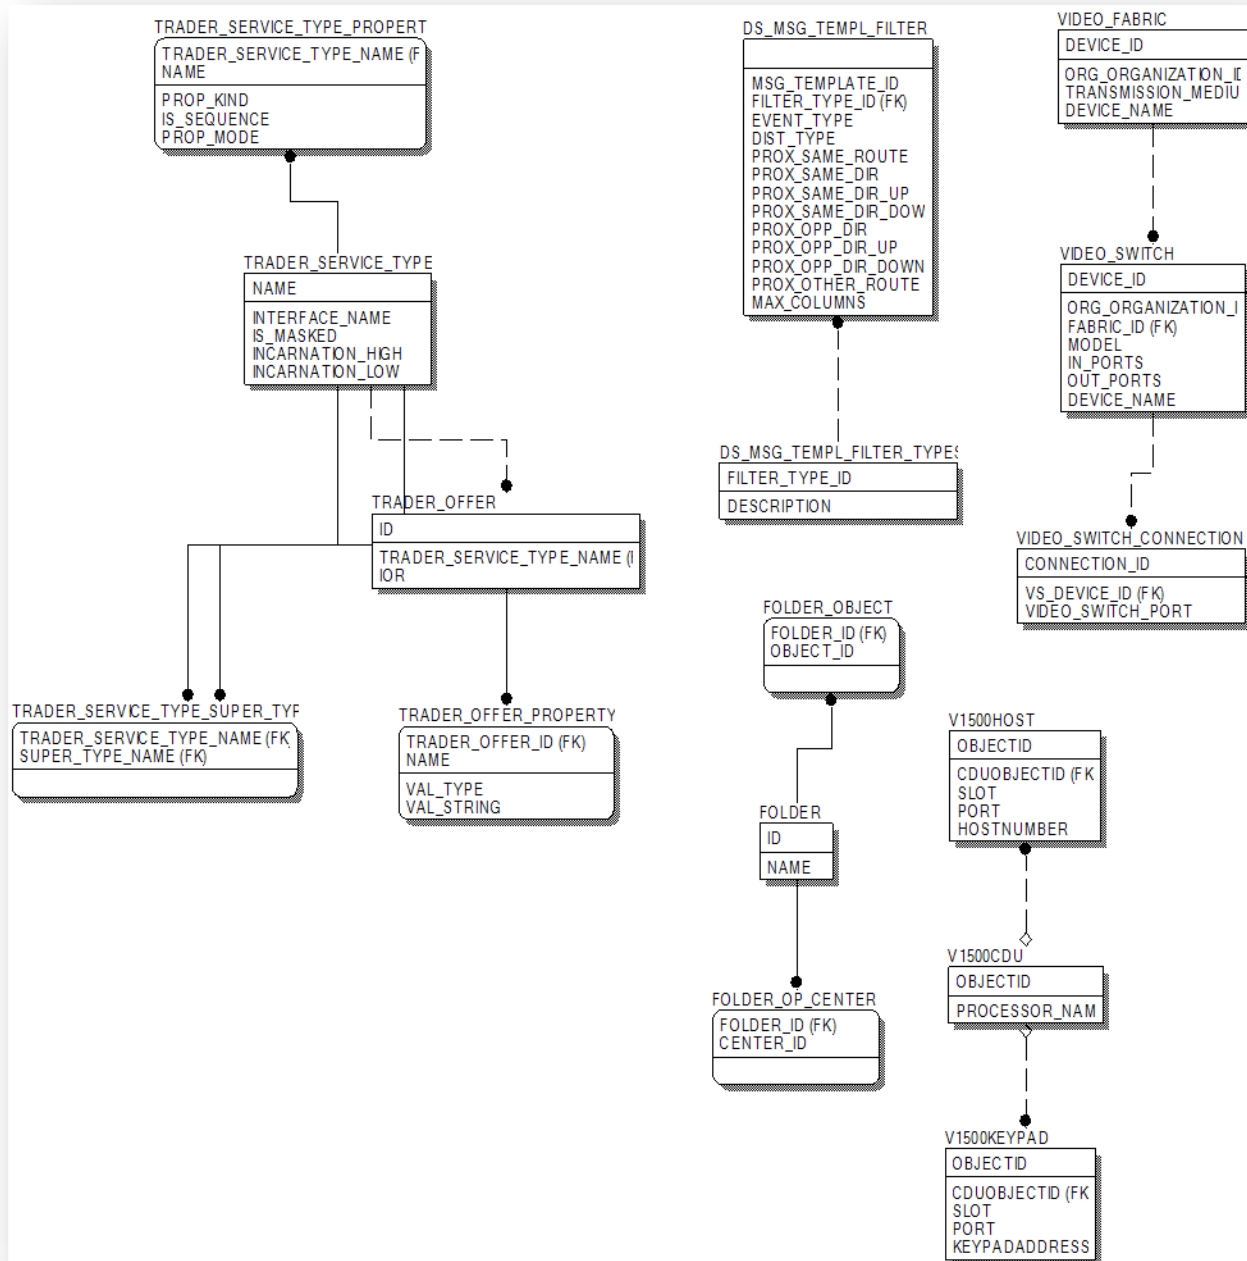 TRADER_SERVICE_TYPE_PROPERT
TRADER_SERVICE_TYPE_NAME (F
NAME
PROP_KIND
IS_SEQUENCE
PROP_MODE
TRADER_SERVICE_TYPE
NAME
INTERFACE_NAME
IS_MASKED
INCARNATION_HIGH
INCARNATION_LOW
TRADER_OFFER
ID
TRADER_SERVICE_TYPE_NAME (
IOR
TRADER_SERVICE_TYPE_SUPER_TYP
TRADER_SERVICE_TYPE_NAME (FK
SUPER_TYPE_NAME (FK)
TRADER_OFFER_PROPERTY
TRADER_OFFER_ID (FK)
NAME
VAL_TYPE
VAL_STRING
DS_MSG_TEMPL_FILTER
MSG_TEMPLATE_ID
FILTER_TYPE_ID (FK)
EVENT_TYPE
DIST_TYPE
PROX_SAME_ROUTE
PROX_SAME_DIR
PROX_SAME_DIR_UP
PROX_SAME_DIR_DOW
PROX_OPP_DIR
PROX_OPP_DIR_UP
PROX_OPP_DIR_DOWN
PROX_OTHER_ROUTE
MAX_COLUMNS
DS_MSG_TEMPL_FILTER_TYPES
FILTER_TYPE_ID
DESCRIPTION
FOLDER_OBJECT
FOLDER_ID (FK)
OBJECT_ID
FOLDER
ID
NAME
FOLDER_OP_CENTER
FOLDER_ID (FK)
CENTER_ID
VIDEO_FABRIC
DEVICE_ID
ORG_ORGANIZATION_ID
TRANSMISSION_MEDIU
DEVICE_NAME
VIDEO_SWITCH
DEVICE_ID
ORG_ORGANIZATION_I
FABRIC_ID (FK)
MODEL
IN_PORTS
OUT_PORTS
DEVICE_NAME
VIDEO_SWITCH_CONNECTION
CONNECTION_ID
VS_DEVICE_ID (FK)
VIDEO_SWITCH_PORT
V1500HOST
OBJECTID
CDUOBJECTID (FK
SLOT
PORT
HOSTNUMBER
V1500CDU
OBJECTID
PROCESSOR_NAM
V1500KEYPAD
OBJECTID
CDUOBJECTID (FK
SLOT
PORT
KEYPADADDRESS